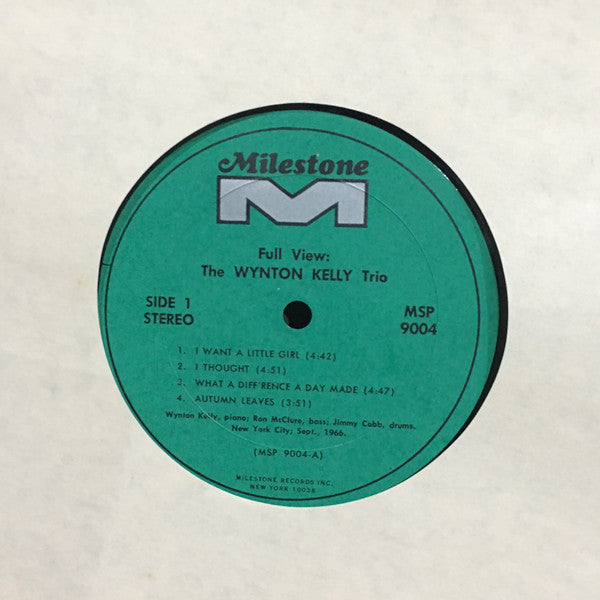 Milestone
M
Full View:
The WYNTON KELLY Trio
SIDE 1
STEREO
MSP
9004
1. I WANT A LITTLE GIRL (4:42)
2. I THOUGHT (4:51)
3. WHAT A DIFF'RENCE A DAY MADE (4:47)
4. AUTUMN LEAVES (3:51)
Wynton Kelly, piano; Ron McClure, bass; Jimmy Cobb, drums.
New York City; Sept., 1966.
(MSP 9004-A)
MILESTONE RECORDS INC.
NEW YORK 10036